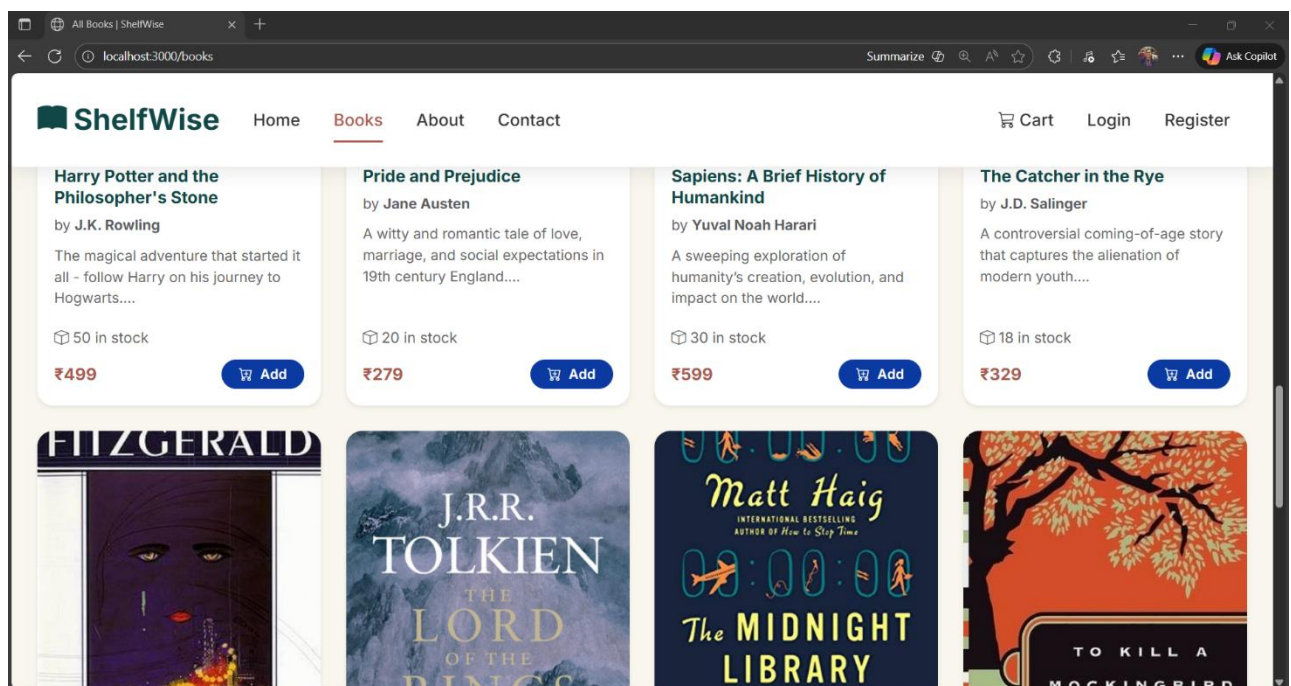 All Books | ShelfWise
localhost:3000/books
Summarize
Ask Copilot
ShelfWise
Home
Books
About
Contact
Cart
Login
Register
Harry Potter and the
Philosopher's Stone
by J.K. Rowling
The magical adventure that started it
all - follow Harry on his journey to
Hogwarts....
50 in stock
₹499
Add
Pride and Prejudice
by Jane Austen
A witty and romantic tale of love,
marriage, and social expectations in
19th century England....
20 in stock
₹279
Add
Sapiens: A Brief History of
Humankind
by Yuval Noah Harari
A sweeping exploration of
humanity's creation, evolution, and
impact on the world....
30 in stock
₹599
Add
The Catcher in the Rye
by J.D. Salinger
A controversial coming-of-age story
that captures the alienation of
modern youth....
18 in stock
₹329
Add
FITZGERALD
J.R.R.
TOLKIEN
THE
LORD
OF THE
RINGS
Matt Haig
INTERNATIONAL BESTSELLING
AUTHOR OF How to Stop Time
00:00:00
The MIDNIGHT
LIBRARY
TO KILL A
MOCKINGBIRD